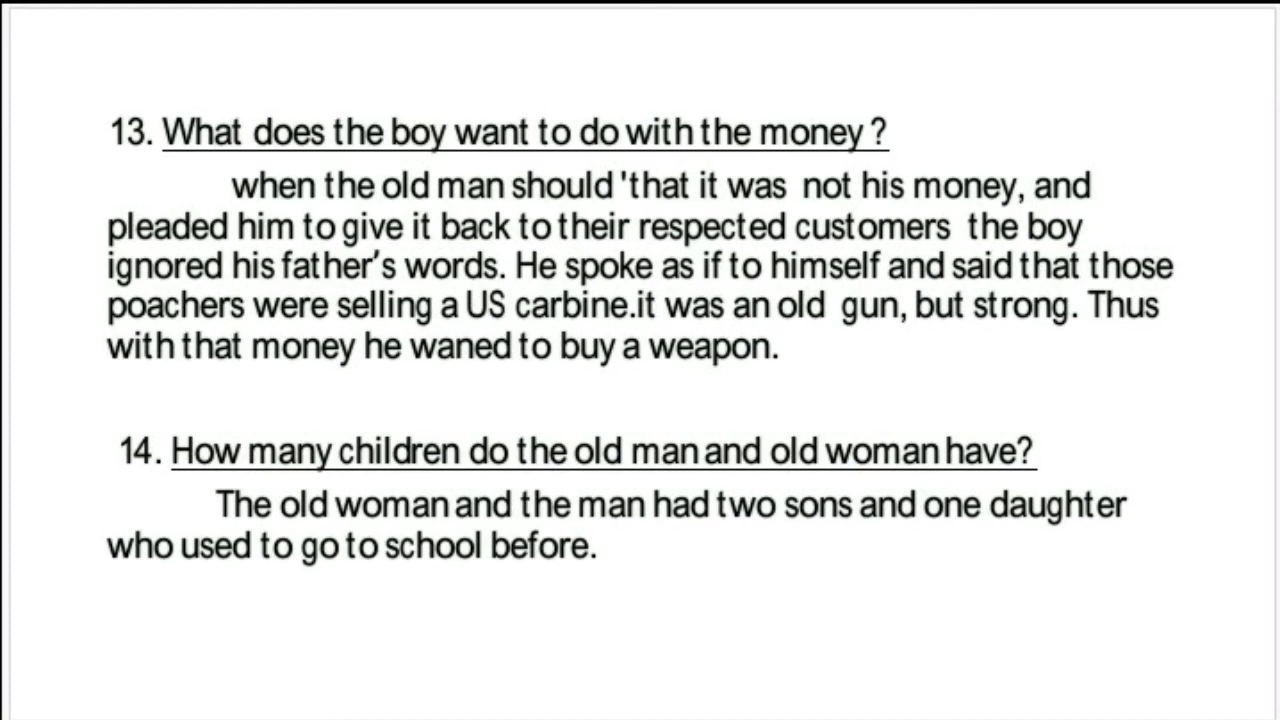 13. What does the boy want to do with the money ?
when the old man should 'that it was not his money, and
pleaded him to give it back to their respected customers the boy
ignored his father's words. He spoke as if to himself and said that those
poachers were selling a US carbine.it was an old gun, but strong. Thus
with that money he waned to buy a weapon.
14. How many children do the old man and old woman have?
The old woman and the man had two sons and one daughter
who used to go to school before.